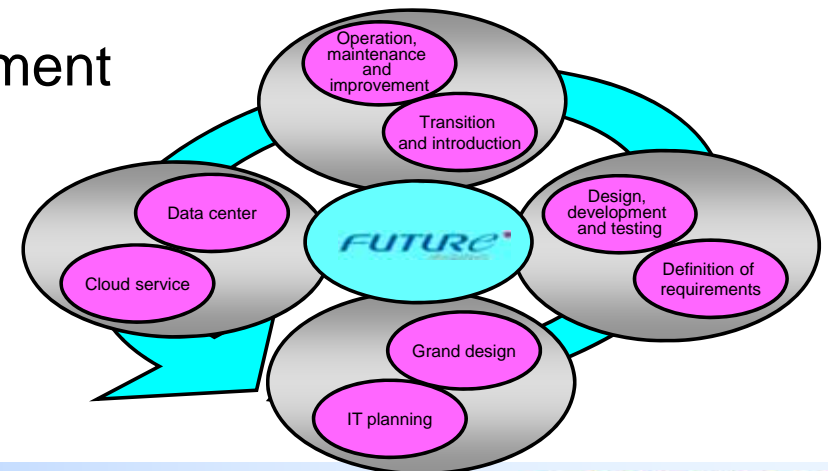 ment
Operation,
maintenance
and
improvement
Transition
and introduction
Data center
Cloud service
FUTURE
Design,
development
and testing
Definition of
requirements
Grand design
IT planning